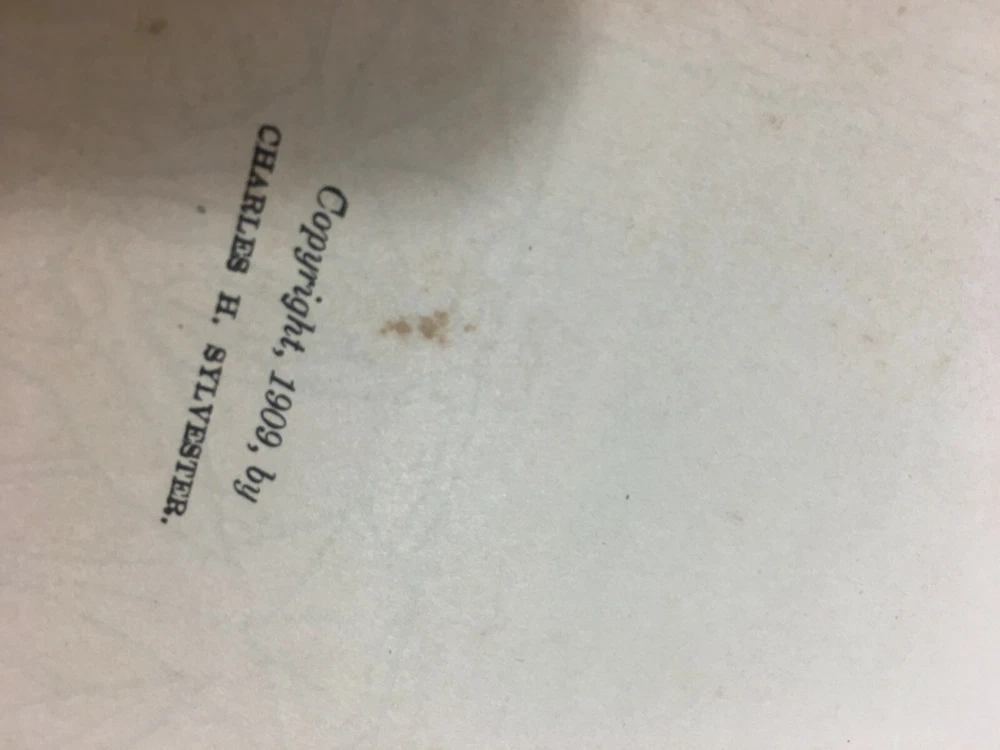 Copyright, 1909, by
CHARLES H. SYLVESTER.